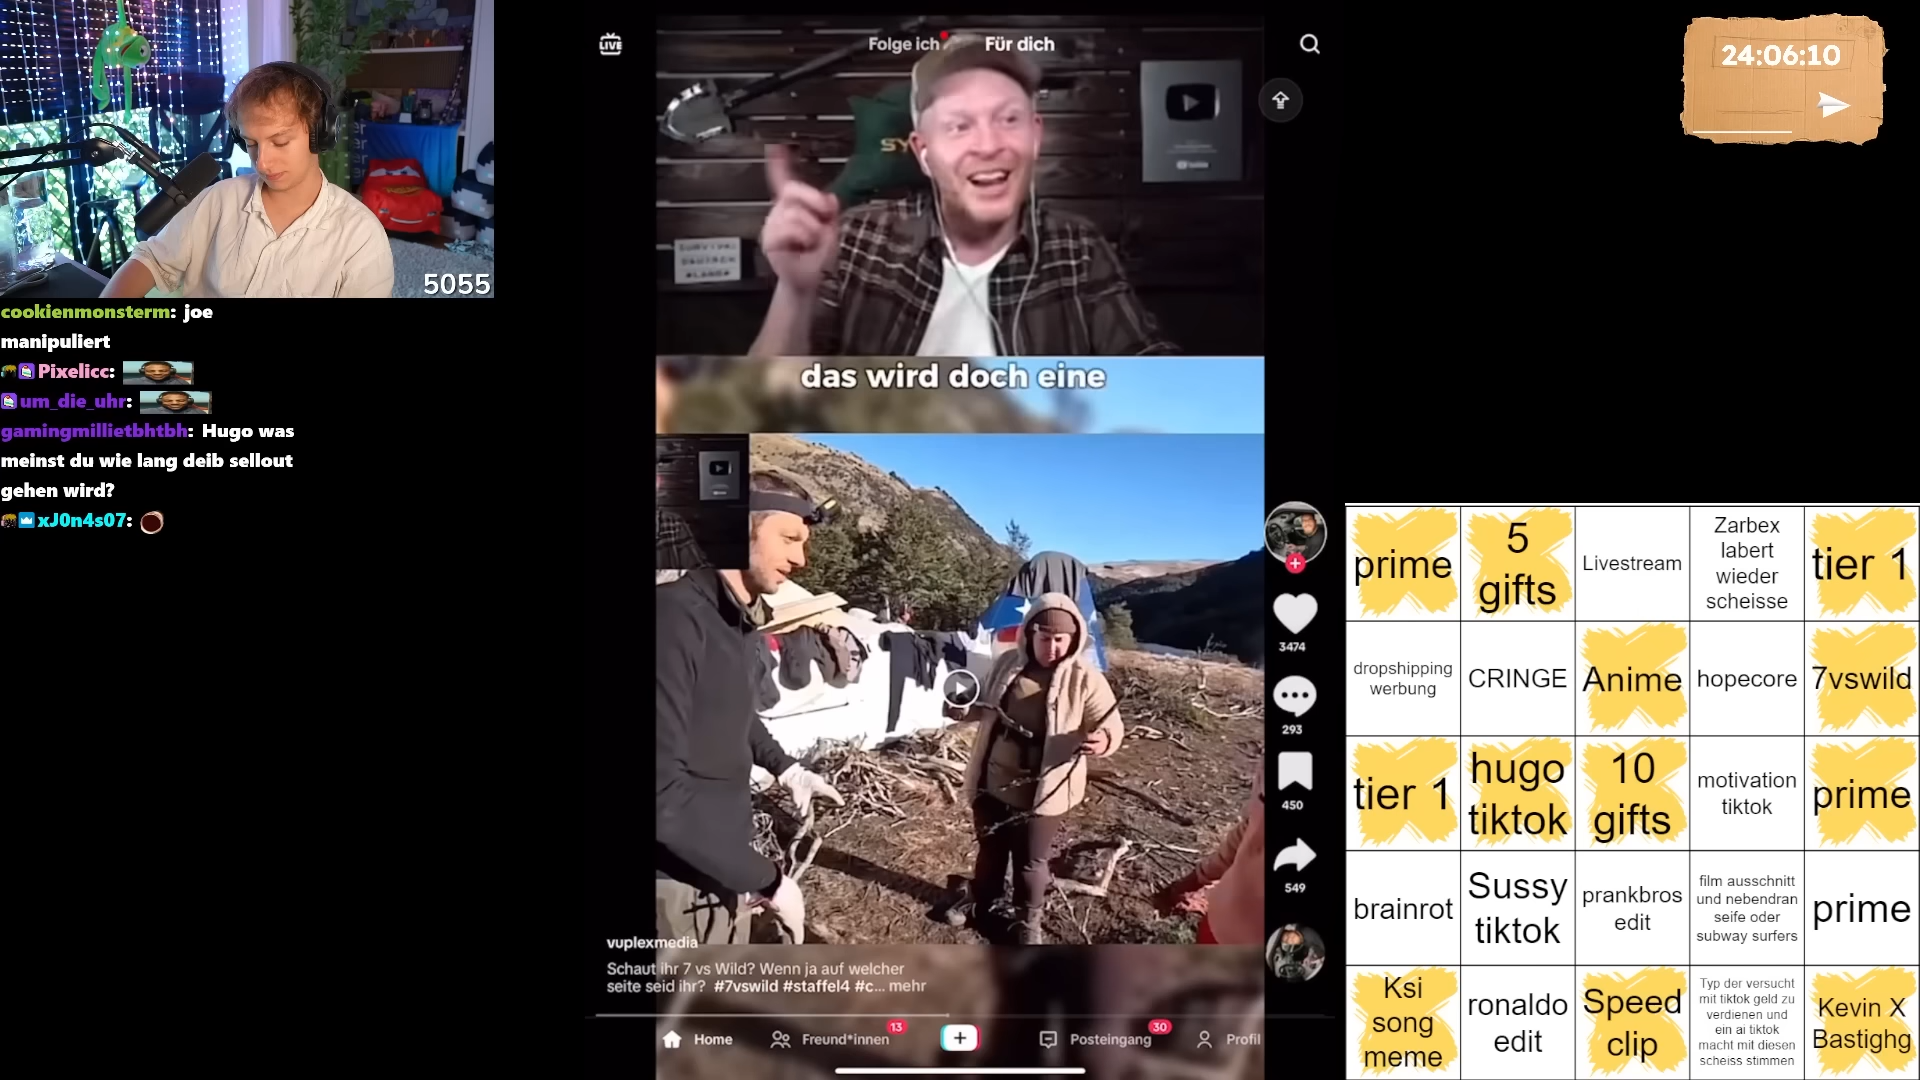 5055
cookienmonsterm: joe
manipuliert
Pixelicc:
um_die_uhr:
gamingmillietbhtbh: Hugo was
meinst du wie lang deib sellout
gehen wird?
xJ0n4s07:
LIVE
Folge ich
Für dich
SURVIVAL
DEUTSCH
LAND
das wird doch eine
3474
293
450
549
vuplexmedia
Schaut ihr 7 vs Wild? Wenn ja auf welcher
seite seid ihr? #7vswild #staffel4 #c... mehr
Home
Freund*innen
13
Posteingang
30
Profil
24:06:10
prime
5
gifts
Livestream
Zarbex
labert
wieder
scheisse
tier 1
dropshipping
werbung
CRINGE
Anime
hopecore
7vswild
tier 1
hugo
tiktok
10
gifts
motivation
tiktok
prime
brainrot
Sussy
tiktok
prankbros
edit
film ausschnitt
und nebendran
seife oder
subway surfers
prime
Ksi
song
meme
ronaldo
edit
Speed
clip
Typ der versucht
mit tiktok geld zu
verdienen und
ein ai tiktok
macht mit diesen
scheiss stimmen
Kevin X
Bastighg